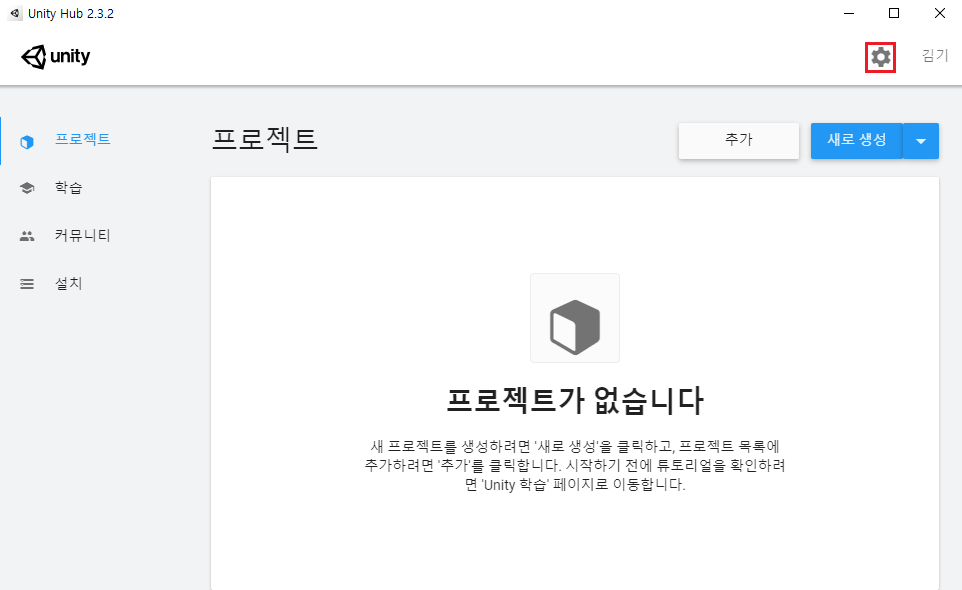 Unity Hub 2.3.2
unity
김기
프로젝트
학습
커뮤니티
설치
프로젝트
추가
새로 생성
프로젝트가 없습니다
새 프로젝트를 생성하려면 '새로 생성'을 클릭하고, 프로젝트 목록에
추가하려면 '추가'를 클릭합니다. 시작하기 전에 튜토리얼을 확인하려
면 'Unity 학습' 페이지로 이동합니다.